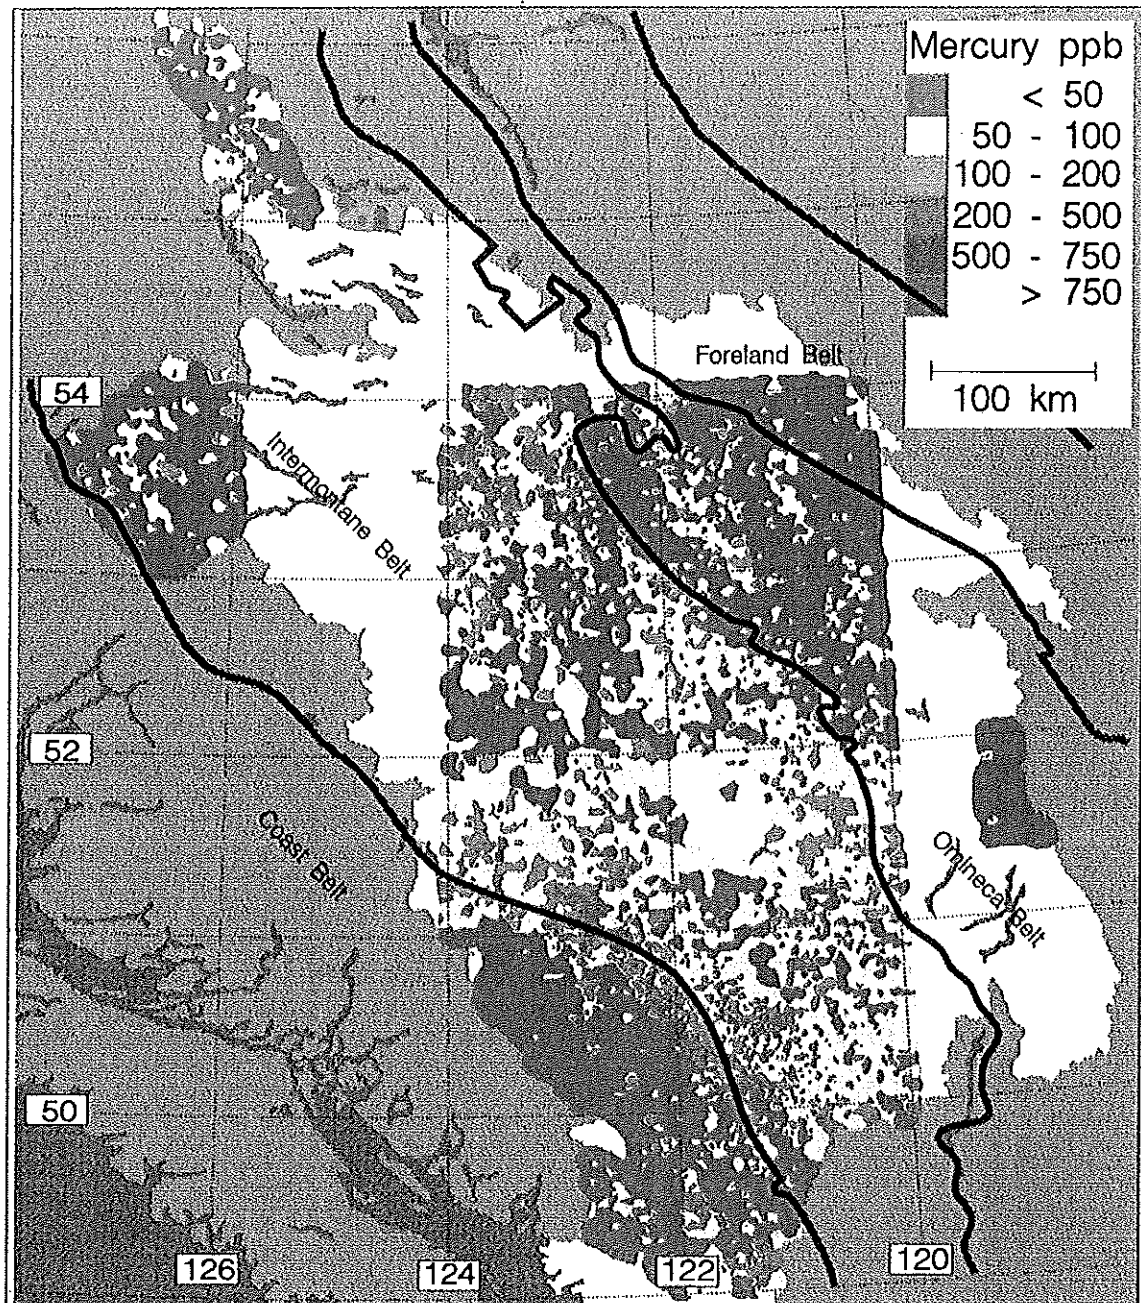 Mercury ppb
< 50
50 - 100
100 - 200
200 - 500
500 - 750
> 750
100 km
Foreland Belt
54
Intermontane Belt
52
Coast Belt
Omineca Belt
50
126
124
122
120